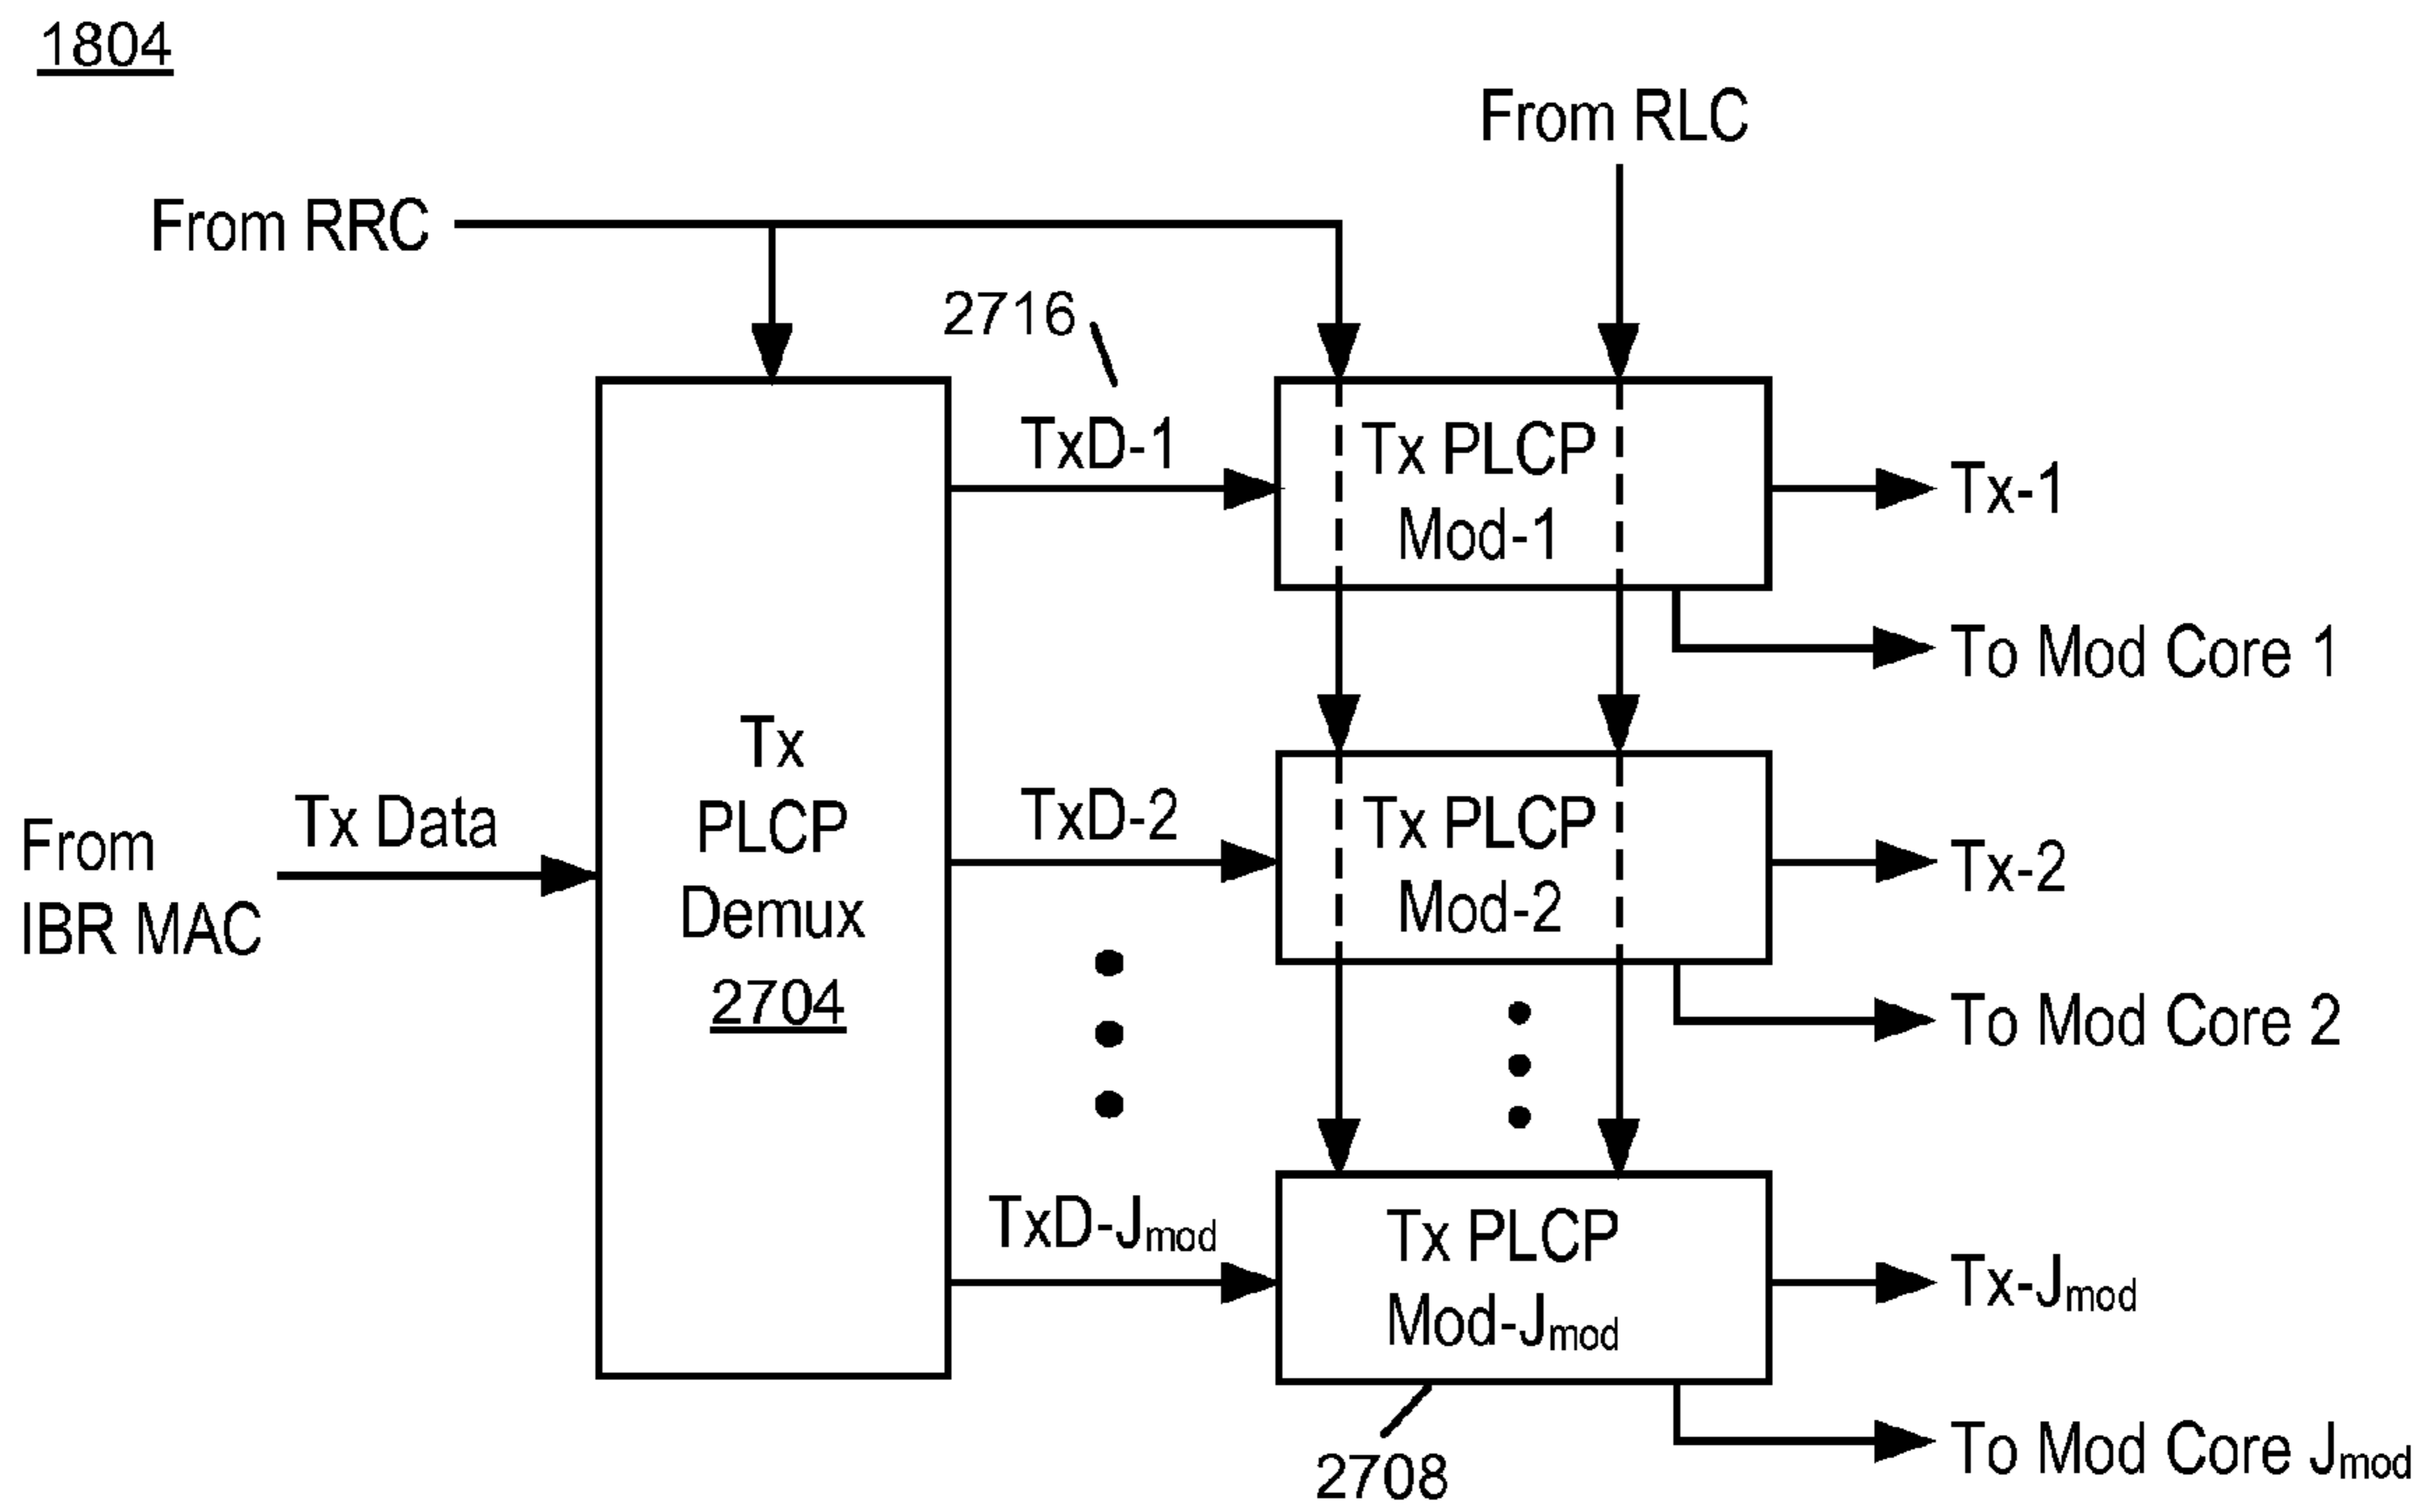 1804
From RLC
From RRC
2716
TxD-1
Tx PLCP
Mod-1
Tx-1
To Mod Core 1
Tx
PLCP
Demux
2704
Tx Data
From
IBR MAC
TxD-2
Tx PLCP
Mod-2
Tx-2
To Mod Core 2
TxD-Jmod
Tx PLCP
Mod-Jmod
Tx-Jmod
To Mod Core Jmod
2708